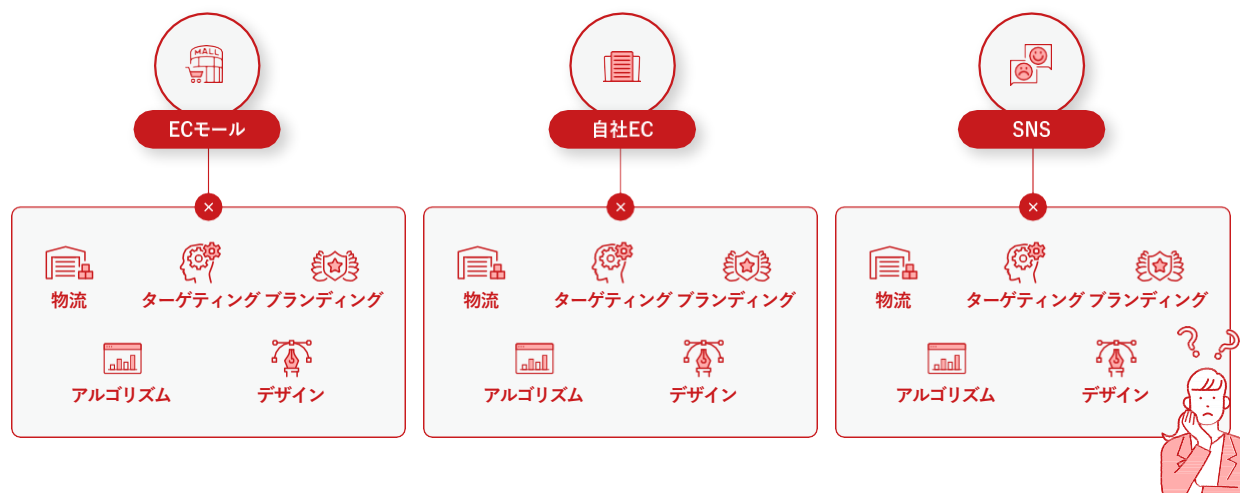 MALL
ECモール
自社EC
SNS
物流
ターゲティング
ブランディング
アルゴリズム
デザイン
物流
ターゲティング
ブランディング
アルゴリズム
デザイン
物流
ターゲティング
ブランディング
アルゴリズム
デザイン